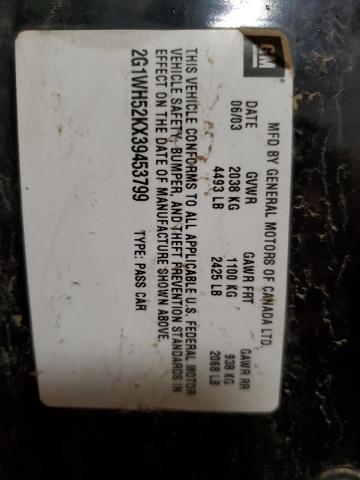 GM
MFD BY GENERAL MOTORS OF CANADA LTD.
DATE GVWR GAWR FRT GAWR RR
06/03 2038 KG 1100 KG 938 KG
4493 LB 2425 LB 2068 LB
THIS VEHICLE CONFORMS TO ALL APPLICABLE U.S. FEDERAL MOTOR
VEHICLE SAFETY, BUMPER, AND THEFT PREVENTION STANDARDS IN
EFFECT ON THE DATE OF MANUFACTURE SHOWN ABOVE.
2G1WH52KX39453799 TYPE: PASS CAR